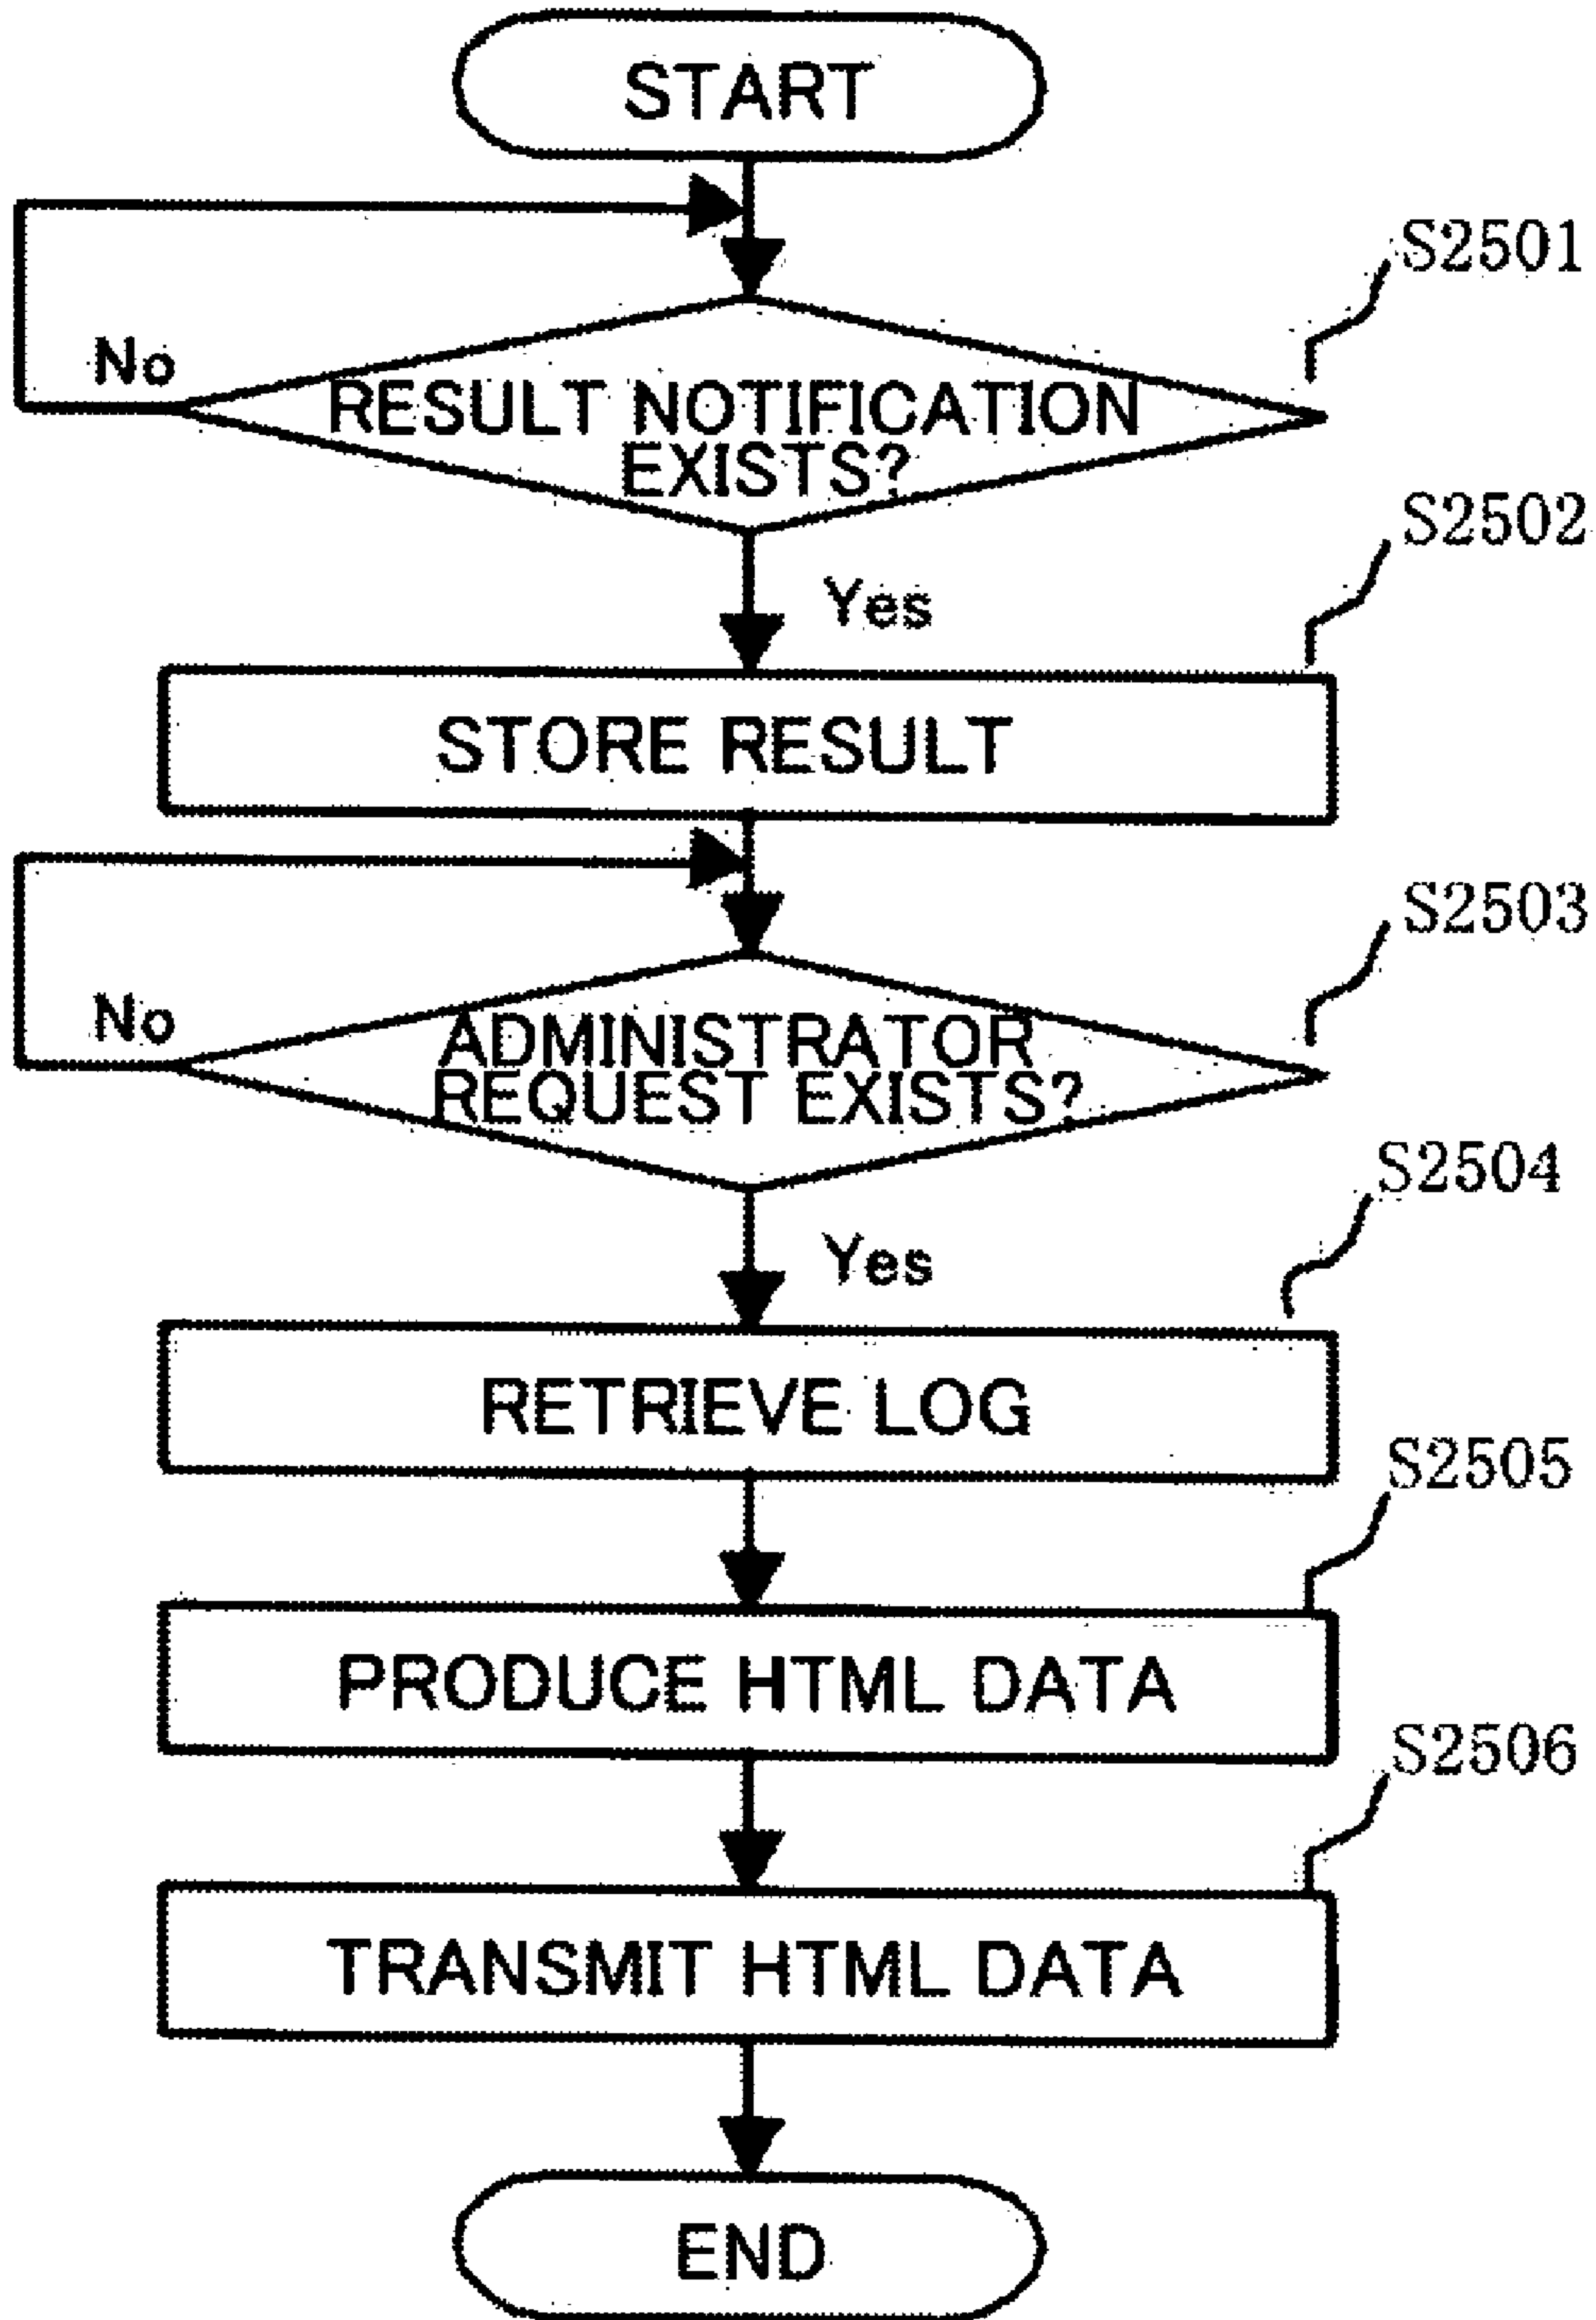 START
S2501
No
RESULT NOTIFICATION
EXISTS?
S2502
Yes
STORE RESULT
S2503
No
ADMINISTRATOR
REQUEST EXISTS?
S2504
Yes
RETRIEVE LOG
S2505
PRODUCE HTML DATA
S2506
TRANSMIT HTML DATA
END